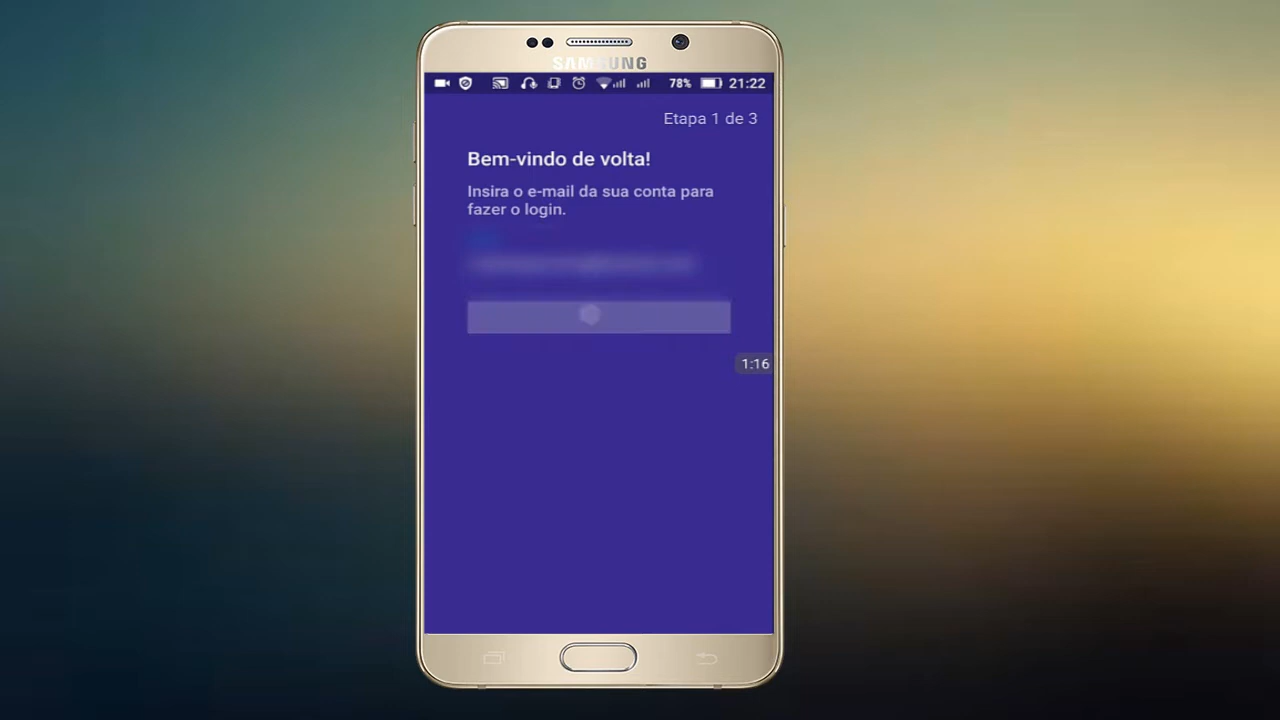 SAMSUNG
78% 21:22
Etapa 1 de 3
Bem-vindo de volta!
Insira o e-mail da sua conta para
fazer o login.
1:16